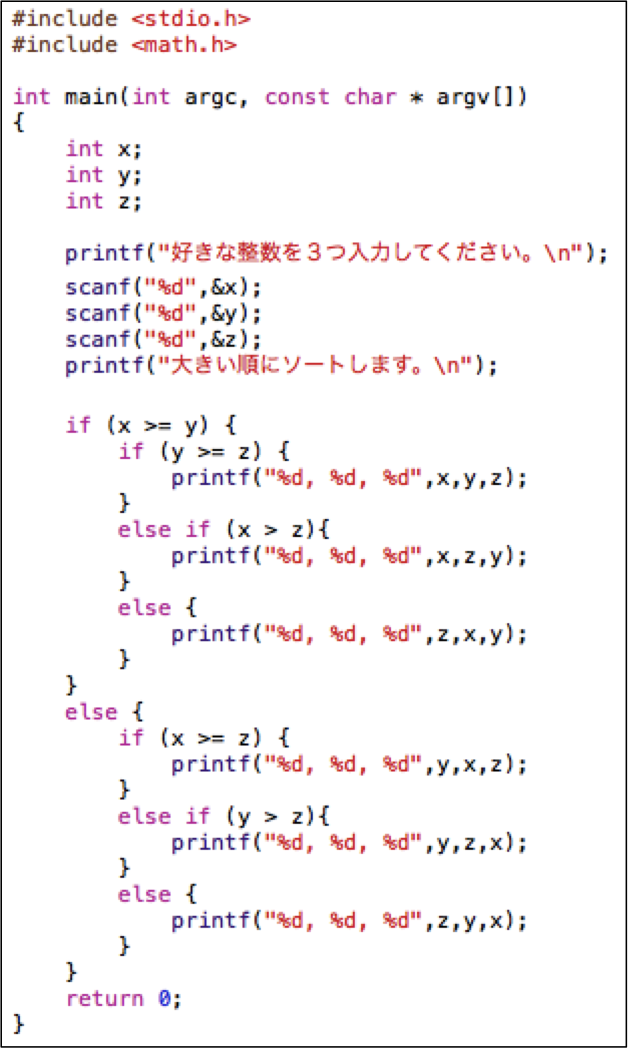 #include <stdio.h>
#include <math.h>
int main(int argc, const char * argv[])
{
    int x;
    int y;
    int z;
    printf("好きな整数を３つ入力してください。\n");
    scanf("%d",&x);
    scanf("%d",&y);
    scanf("%d",&z);
    printf("大きい順にソートします。\n");
    if (x >= y) {
        if (y >= z) {
            printf("%d, %d, %d",x,y,z);
        }
        else if (x > z){
            printf("%d, %d, %d",x,z,y);
        }
        else {
            printf("%d, %d, %d",z,x,y);
        }
    }
    else {
        if (x >= z) {
            printf("%d, %d, %d",y,x,z);
        }
        else if (y > z){
            printf("%d, %d, %d",y,z,x);
        }
        else {
            printf("%d, %d, %d",z,y,x);
        }
    }
    return 0;
}